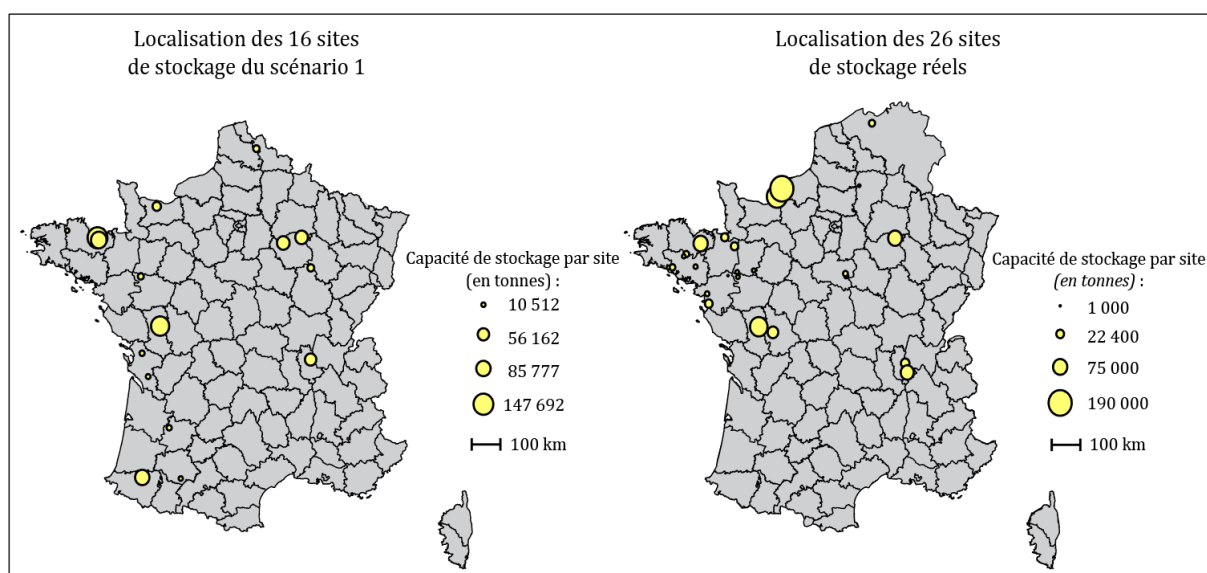 Localisation des 16 sites
de stockage du scénario 1
Capacité de stockage par site
(en tonnes) :
10 512
56 162
85 777
147 692
100 km
Localisation des 26 sites
de stockage réels
Capacité de stockage par site
(en tonnes) :
1 000
22 400
75 000
190 000
100 km